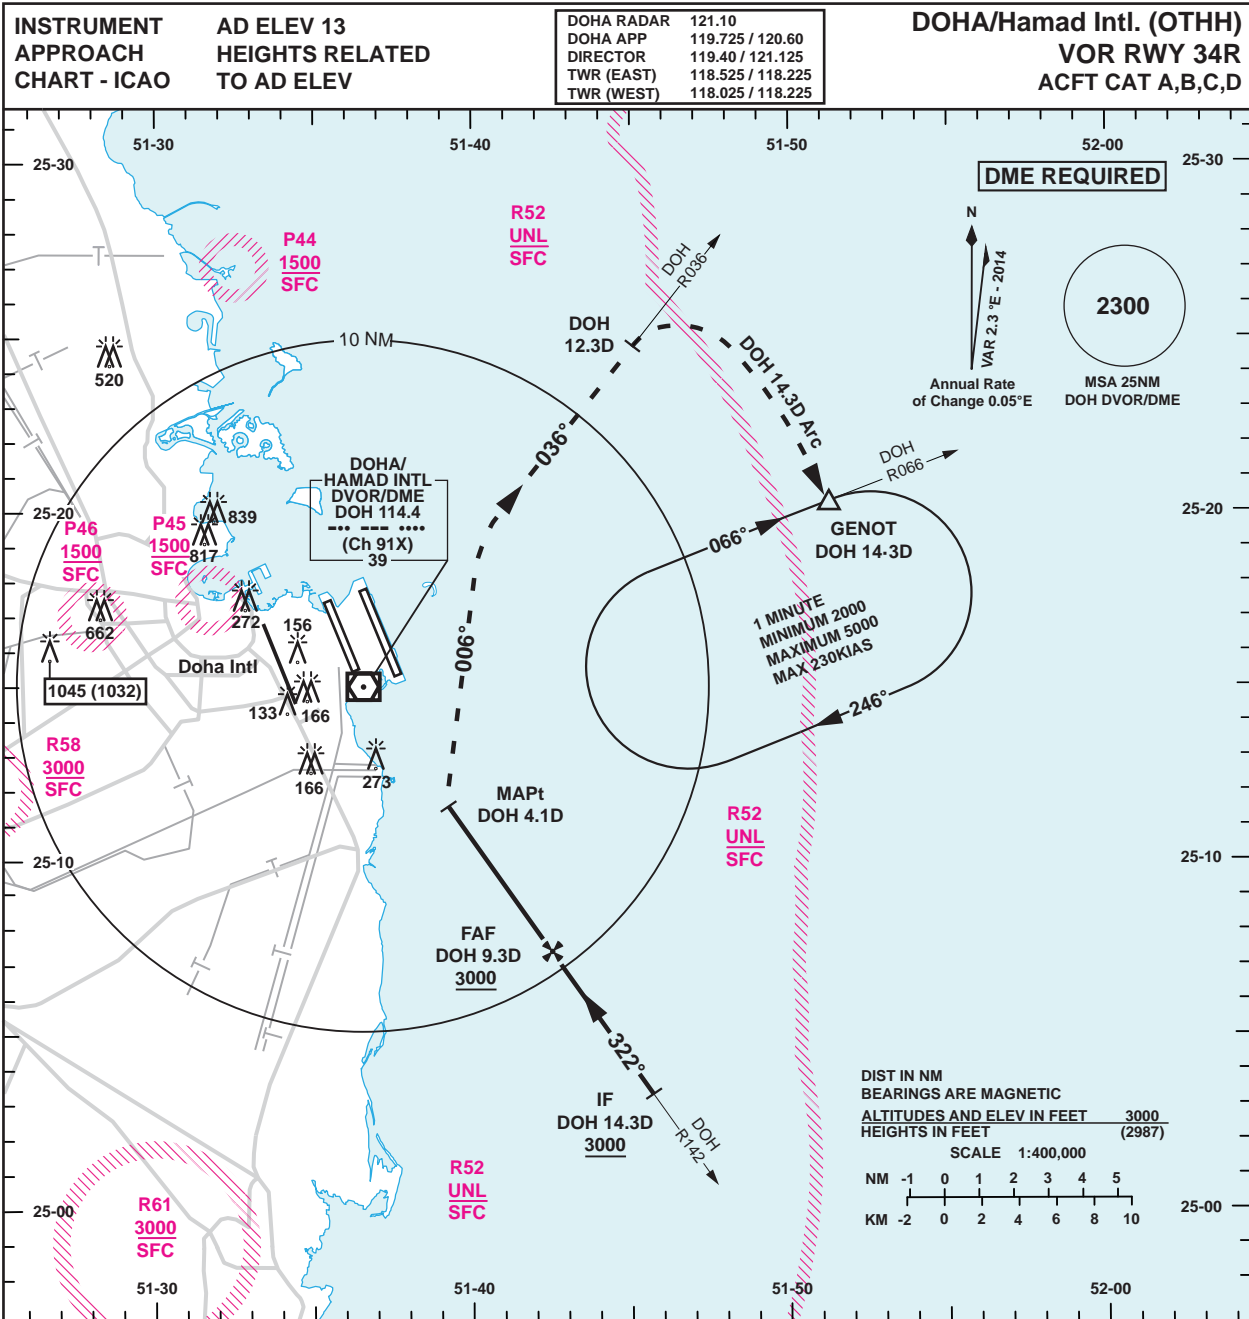 INSTRUMENT
APPROACH
CHART - ICAO
AD ELEV 13
HEIGHTS RELATED
TO AD ELEV
DOHA RADAR 121.10
DOHA APP 119.725 / 120.60
DIRECTOR 119.40 / 121.125
TWR (EAST) 118.525 / 118.225
TWR (WEST) 118.025 / 118.225
DOHA/Hamad Intl. (OTHH)
VOR RWY 34R
ACFT CAT A,B,C,D
51-30
51-40
51-50
52-00
25-30
25-30
DME REQUIRED
N
VAR 2.3 °E - 2014
Annual Rate
of Change 0.05°E
2300
MSA 25NM
DOH DVOR/DME
P44
1500
SFC
R52
UNL
SFC
DOH
R036
DOH
12.3D
10 NM
520
DOH 14.3D Arc
036°
DOH
R066
DOHA/
HAMAD INTL
DVOR/DME
DOH 114.4
(Ch 91X)
39
25-20
25-20
P46
1500
SFC
P45
1500
SFC
839
817
GENOT
DOH 14-3D
066°
662
272
156
1 MINUTE
MINIMUM 2000
MAXIMUM 5000
MAX 230KIAS
006°
Doha Intl
1045 (1032)
133
166
246°
R58
3000
SFC
166
273
MAPt
DOH 4.1D
R52
UNL
SFC
25-10
25-10
FAF
DOH 9.3D
3000
322°
IF
DOH 14.3D
3000
DOH
R142
DIST IN NM
BEARINGS ARE MAGNETIC
ALTITUDES AND ELEV IN FEET 3000
HEIGHTS IN FEET (2987)
SCALE 1:400,000
NM -1 0 1 2 3 4 5
KM -2 0 2 4 6 8 10
R52
UNL
SFC
R61
3000
SFC
25-00
25-00
51-30
51-40
51-50
52-00